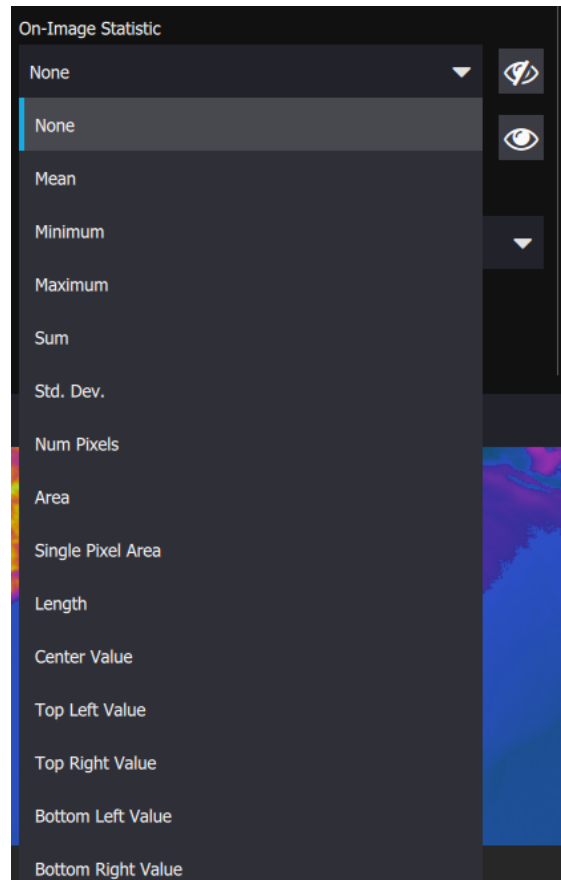 On-Image Statistic
None
None
Mean
Minimum
Maximum
Sum
Std. Dev.
Num Pixels
Area
Single Pixel Area
Length
Center Value
Top Left Value
Top Right Value
Bottom Left Value
Bottom Right Value